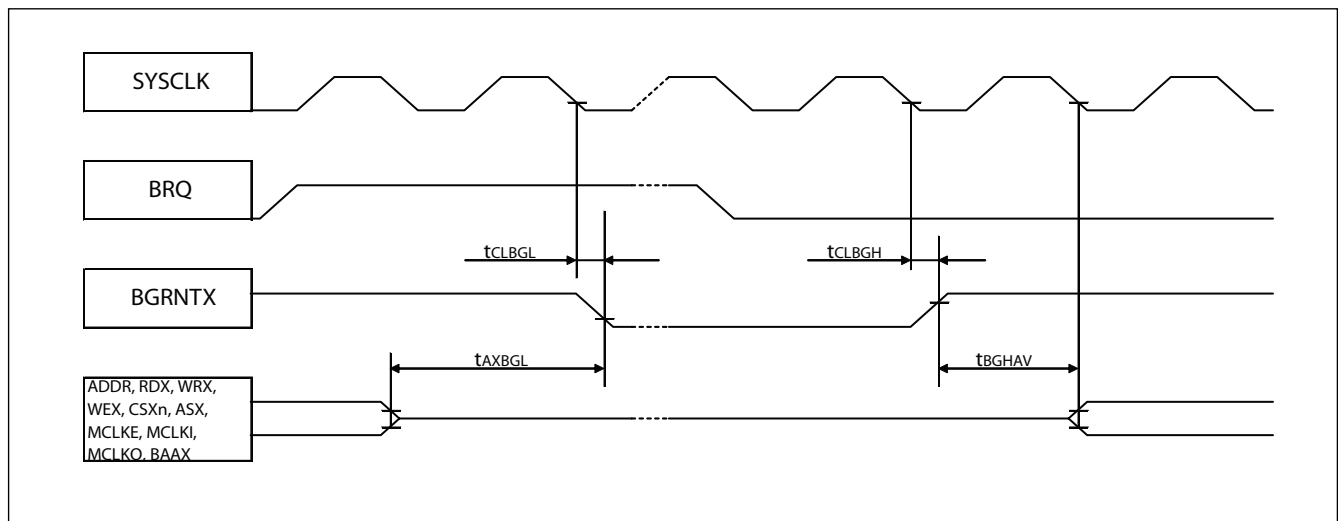 SYSCLK
BRQ
tCLBGL
tCLBGH
BGRNTX
tAXBGL
tBGHAV
ADDR, RDX, WRX,
WEX, CSXn, ASX,
MCLKE, MCLKI,
MCLKO, BAAX